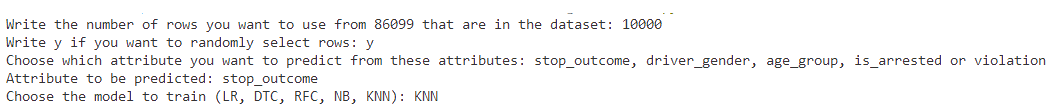 Write the number of rows you want to use from 86099 that are in the dataset: 10000
Write y if you want to randomly select rows: y
Choose which attribute you want to predict from these attributes: stop_outcome, driver_gender, age_group, is_arrested or violation
Attribute to be predicted: stop_outcome
Choose the model to train (LR, DTC, RFC, NB, KNN): KNN